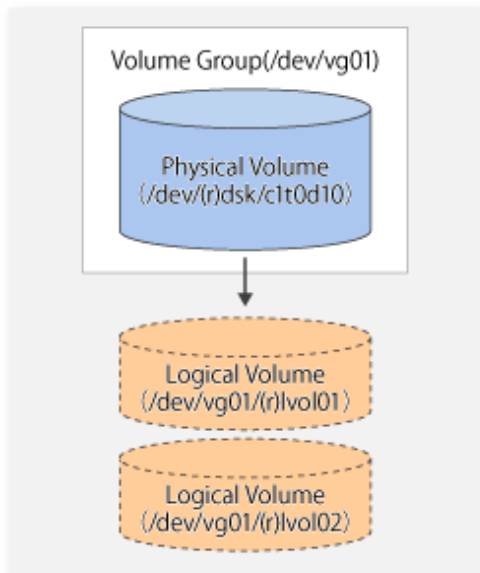 Volume Group(/dev/vg01)
Physical Volume
(/dev/(r)dsk/c1t0d10)
Logical Volume
(/dev/vg01/(r)lvol01)
Logical Volume
(/dev/vg01/(r)lvol02)